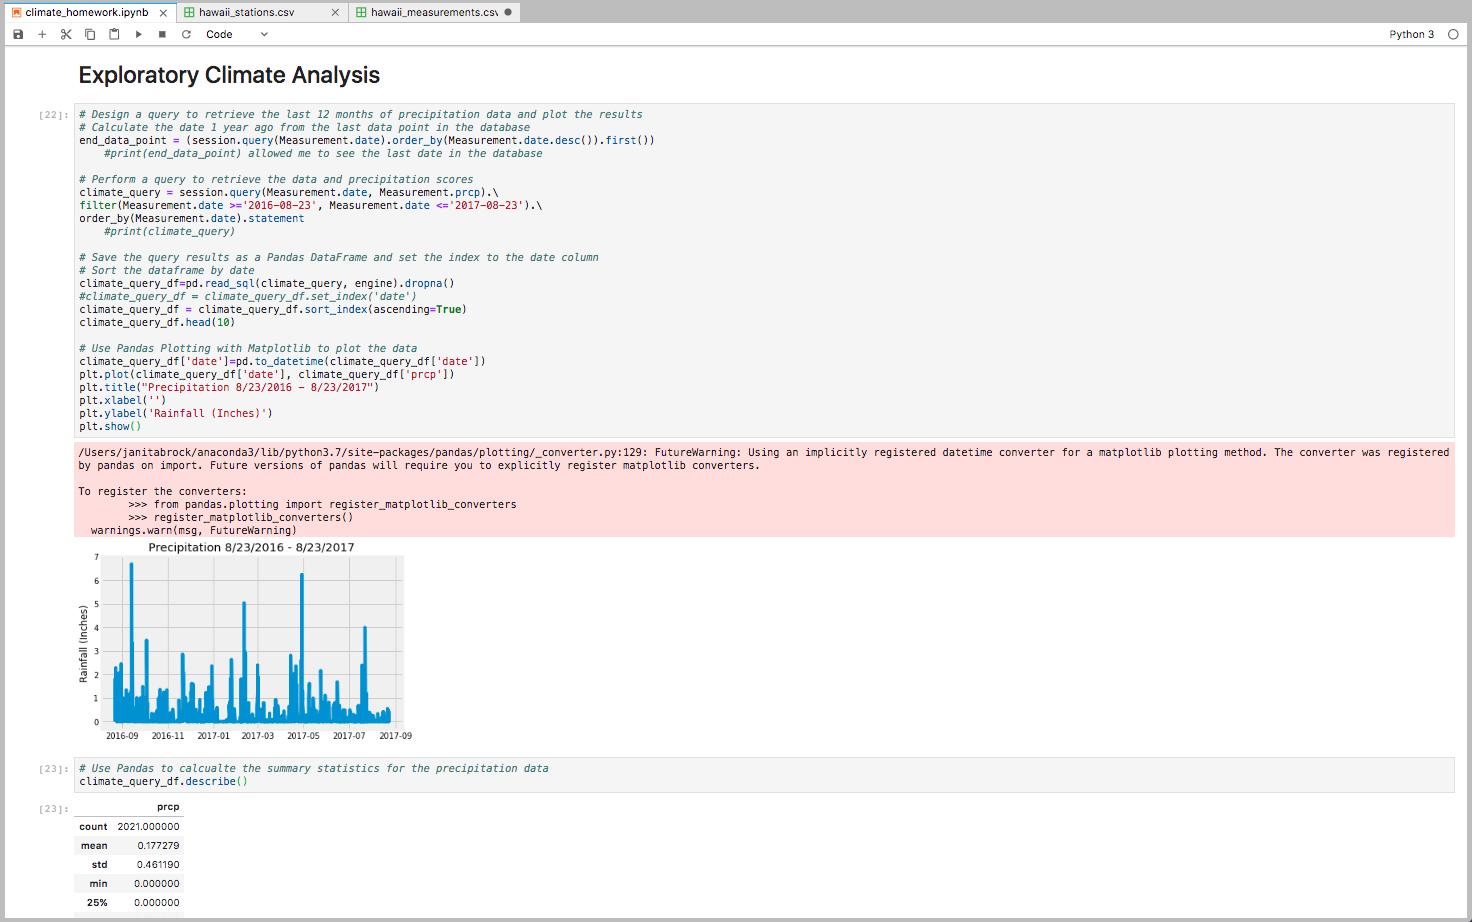 climate_homework.ipynb
hawaii_stations.csv
hawaii_measurements.csv
Code
Python 3
Exploratory Climate Analysis
[22]:
# Design a query to retrieve the last 12 months of precipitation data and plot the results
# Calculate the date 1 year ago from the last data point in the database
end_data_point = (session.query(Measurement.date).order_by(Measurement.date.desc()).first())
    #print(end_data_point) allowed me to see the last date in the database
# Perform a query to retrieve the data and precipitation scores
climate_query = session.query(Measurement.date, Measurement.prcp).\
filter(Measurement.date >='2016-08-23', Measurement.date <='2017-08-23').\
order_by(Measurement.date).statement
    #print(climate_query)
# Save the query results as a Pandas DataFrame and set the index to the date column
# Sort the dataframe by date
climate_query_df=pd.read_sql(climate_query, engine).dropna()
#climate_query_df = climate_query_df.set_index('date')
climate_query_df = climate_query_df.sort_index(ascending=True)
climate_query_df.head(10)
# Use Pandas Plotting with Matplotlib to plot the data
climate_query_df['date']=pd.to_datetime(climate_query_df['date'])
plt.plot(climate_query_df['date'], climate_query_df['prcp'])
plt.title("Precipitation 8/23/2016 - 8/23/2017")
plt.xlabel('')
plt.ylabel('Rainfall (Inches)')
plt.show()
/Users/janitabrock/anaconda3/lib/python3.7/site-packages/pandas/plotting/_converter.py:129: FutureWarning: Using an implicitly registered datetime converter for a matplotlib plotting method. The converter was registered
by pandas on import. Future versions of pandas will require you to explicitly register matplotlib converters.
To register the converters:
        >>> from pandas.plotting import register_matplotlib_converters
        >>> register_matplotlib_converters()
  warnings.warn(msg, FutureWarning)
Precipitation 8/23/2016 - 8/23/2017
Rainfall (Inches)
7
6
5
4
3
2
1
0
2016-09 2016-11 2017-01 2017-03 2017-05 2017-07 2017-09
[23]:
# Use Pandas to calcualte the summary statistics for the precipitation data
climate_query_df.describe()
[23]:
prcp
count 2021.000000
mean 0.177279
std 0.461190
min 0.000000
25% 0.000000